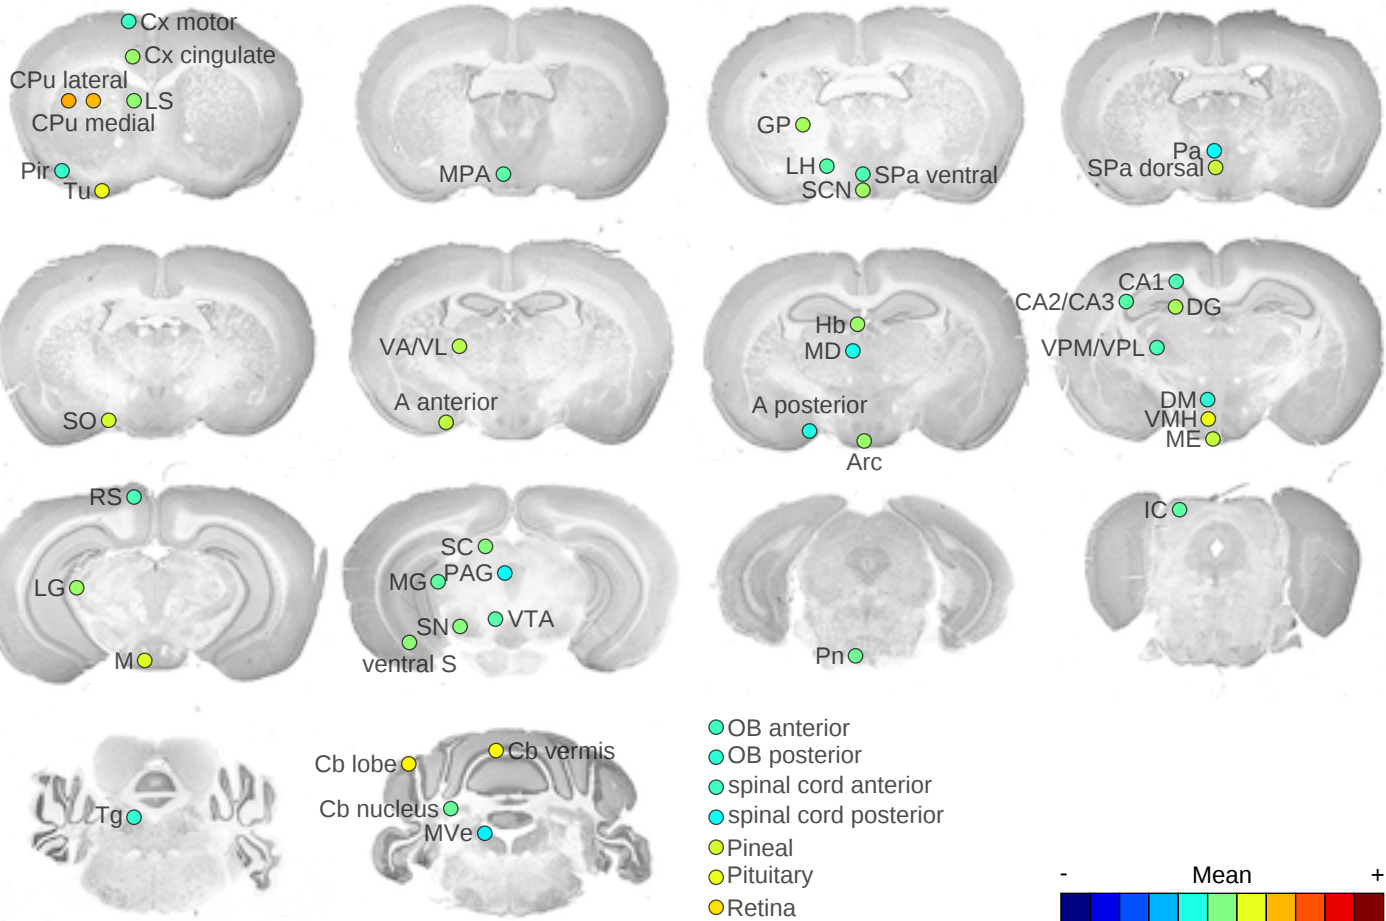 Cx motor
Cx cingulate
CPu lateral
LS
CPu medial
Pir
Tu
MPA
GP
LH
SPa ventral
SCN
Pa
SPa dorsal
SO
VA/VL
A anterior
Hb
MD
A posterior
Arc
CA1
CA2/CA3
DG
VPM/VPL
DM
VMH
ME
RS
LG
M
SC
MG
PAG
SN
VTA
ventral S
Pn
IC
Tg
Cb lobe
Cb vermis
Cb nucleus
MVe
OB anterior
OB posterior
spinal cord anterior
spinal cord posterior
Pineal
Pituitary
Retina
- Mean +